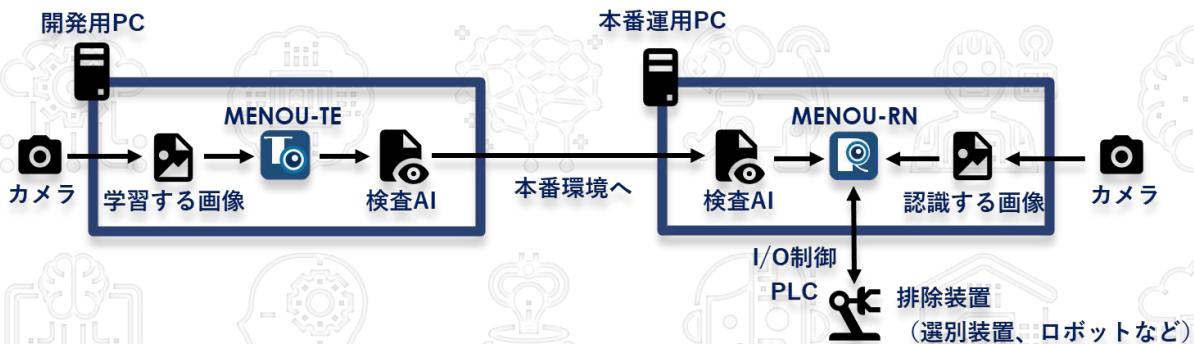 開発用PC
本番運用PC
MENOU-TE
MENOU-RN
カメラ
学習する画像
検査AI
本番環境へ
検査AI
認識する画像
カメラ
I/O制御
PLC
排除装置
（選別装置、ロボットなど）